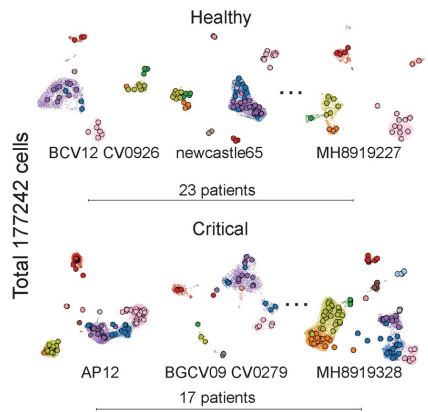 Healthy
Total 177242 cells
BCV12 CV0926
newcastle65
...
MH8919227
23 patients
Critical
AP12
BGCV09 CV0279
...
MH8919328
17 patients